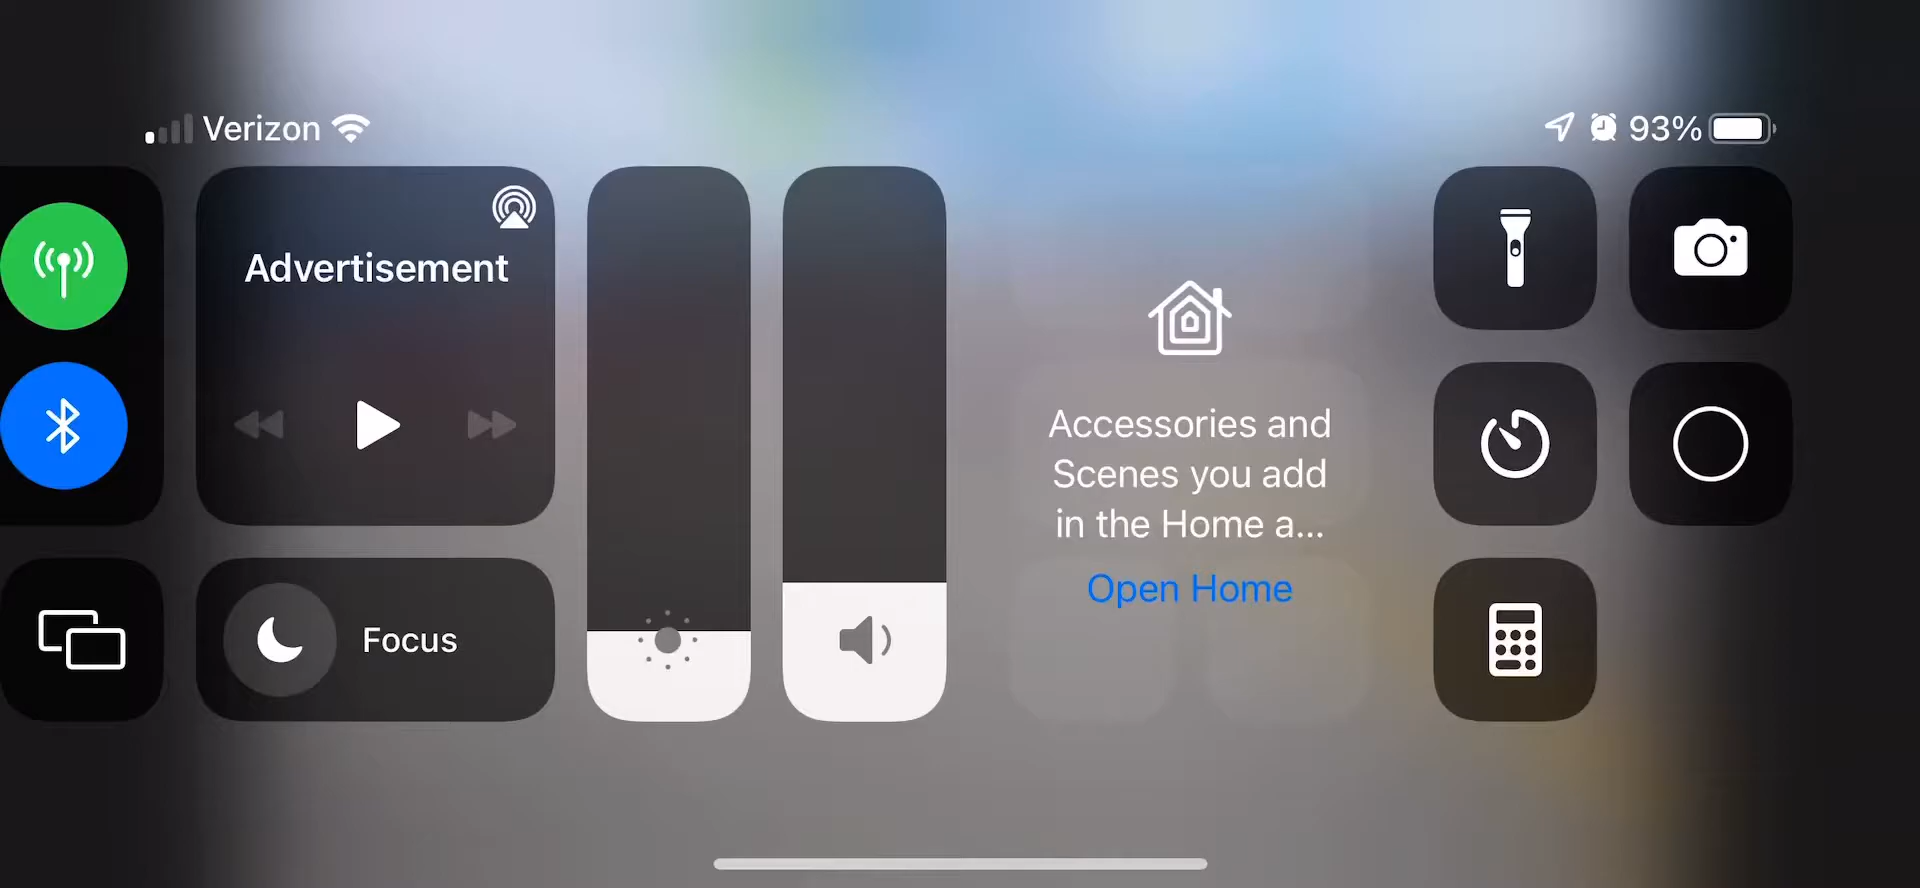 Verizon
93%
Advertisement
Focus
Accessories and
Scenes you add
in the Home a...
Open Home